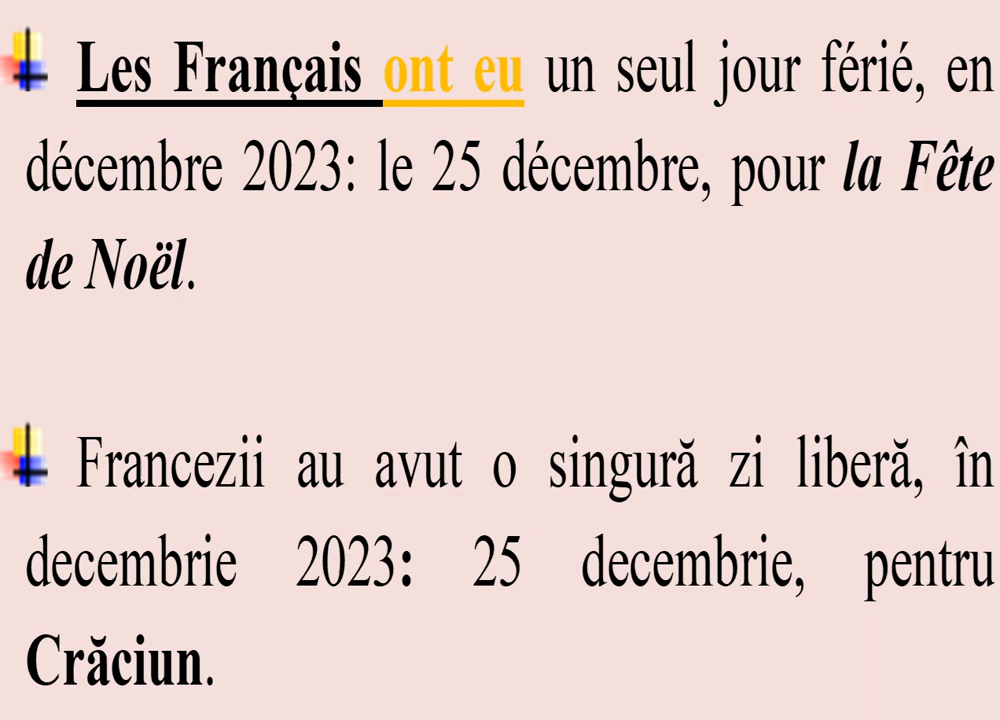 Les Français ont eu un seul jour férié, en
décembre 2023: le 25 décembre, pour la Fête
de Noël.
Francezii au avut o singură zi liberă, în
decembrie 2023: 25 decembrie, pentru
Crăciun.